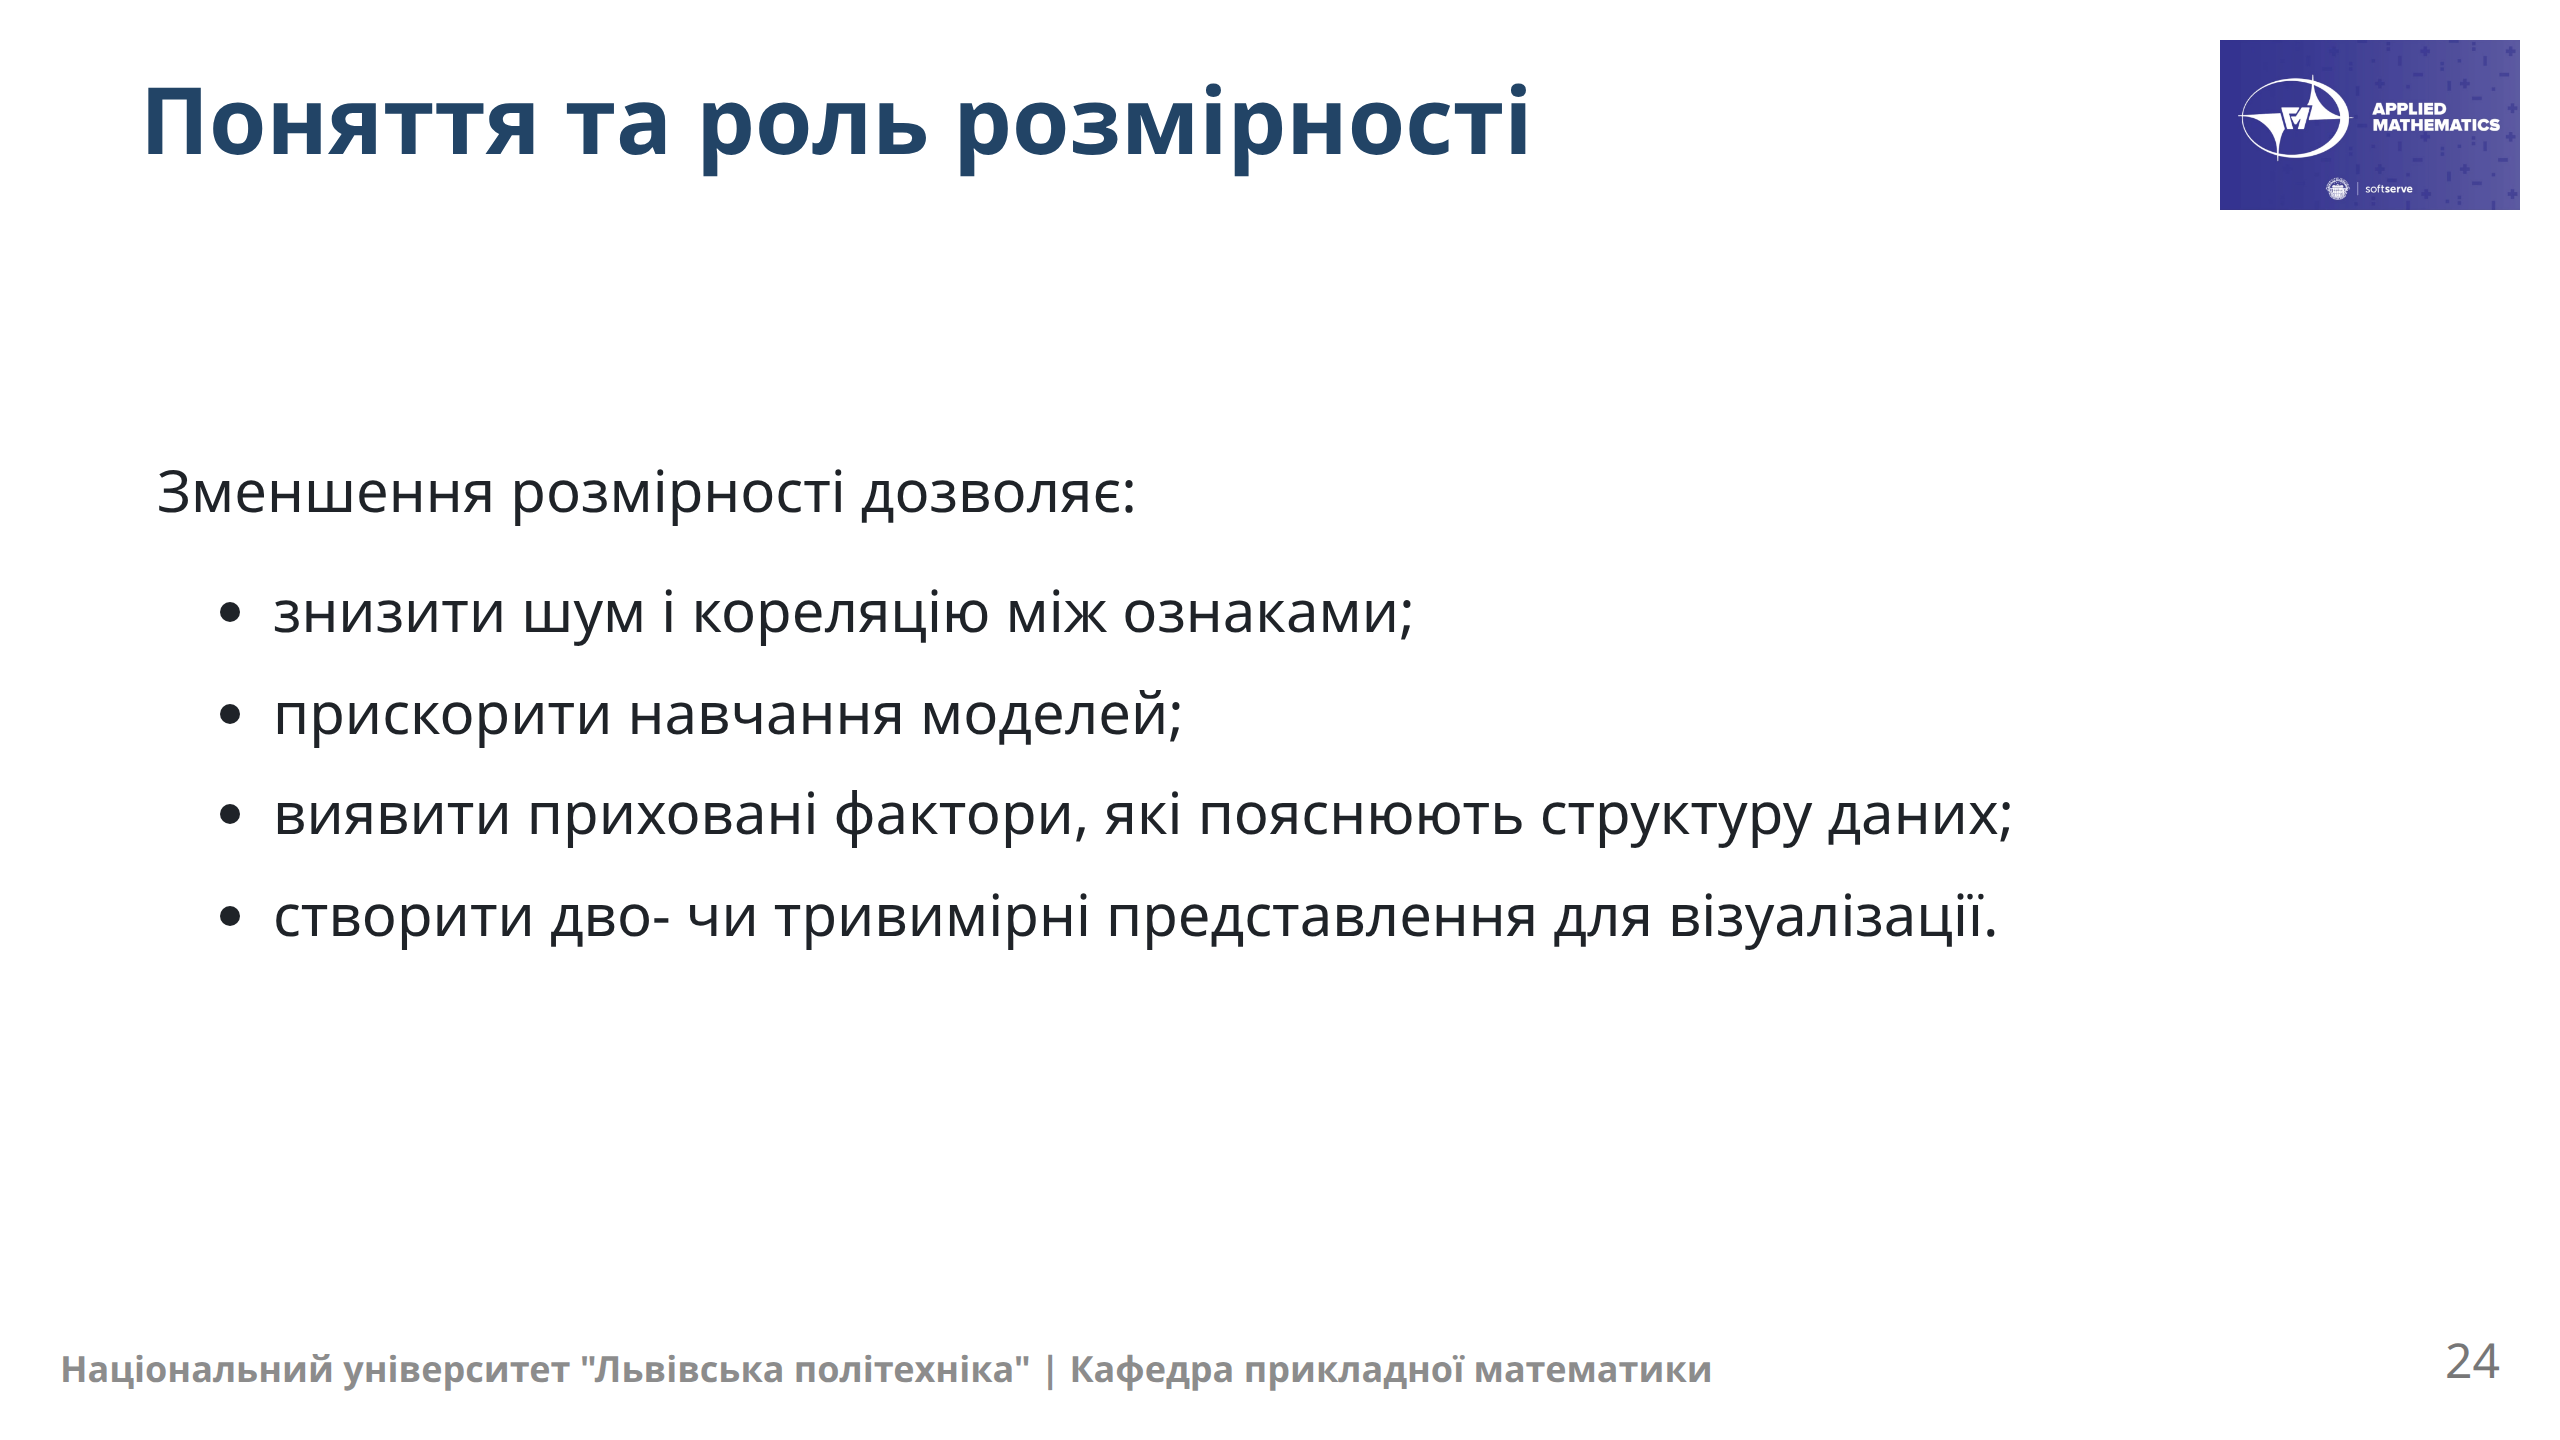 Поняття та роль розмірності
APPLIED
MATHEMATICS
softserve
Зменшення розмірності дозволяє:
• знизити шум і кореляцію між ознаками;
• прискорити навчання моделей;
• виявити приховані фактори, які пояснюють структуру даних;
• створити дво- чи тривимірні представлення для візуалізації.
Національний університет "Львівська політехніка" | Кафедра прикладної математики
24